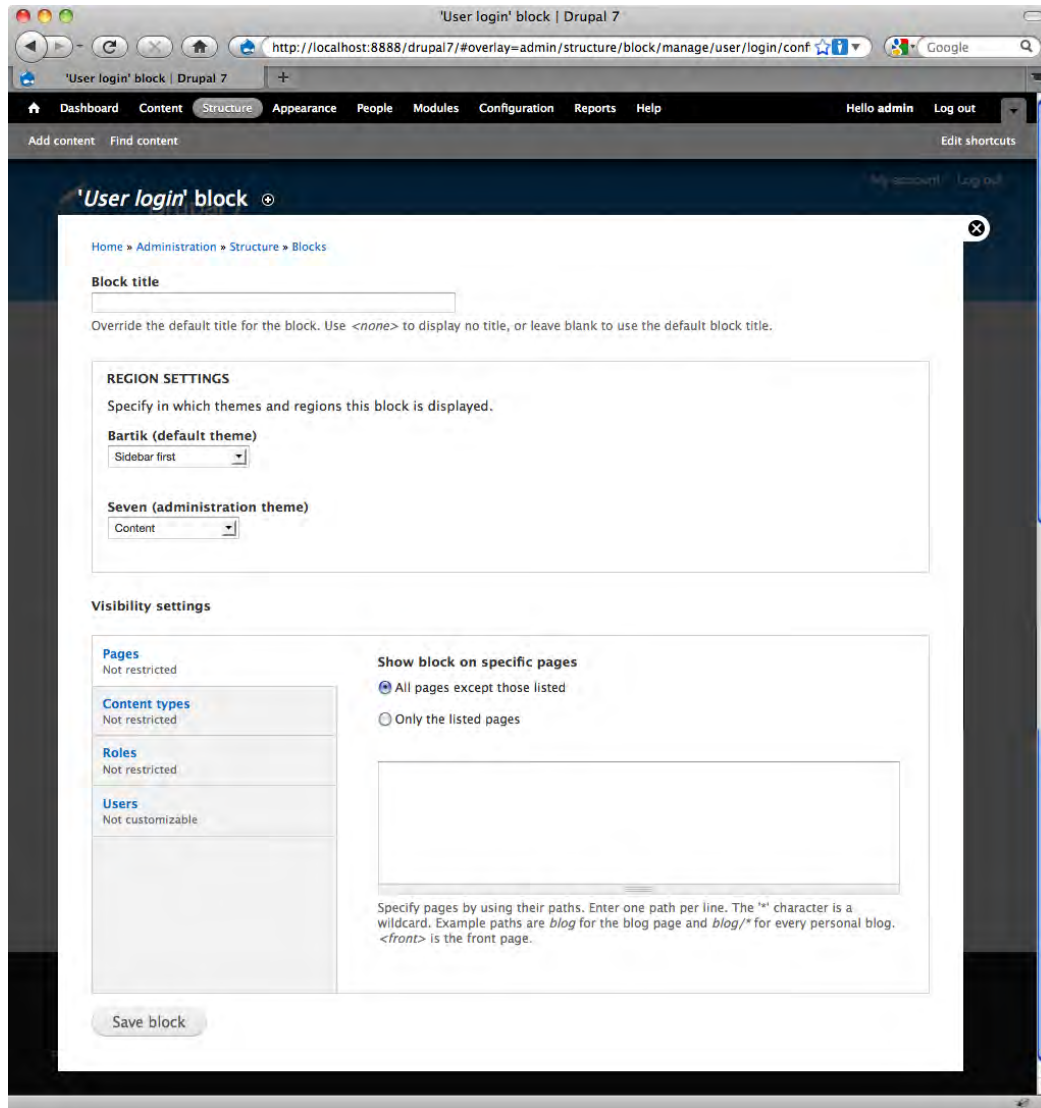 'User login' block | Drupal 7
http://localhost:8888/drupal7/#overlay=admin/structure/block/manage/user/login/conf
Google
'User login' block | Drupal 7
Dashboard Content Structure Appearance People Modules Configuration Reports Help Hello admin Log out
Add content Find content Edit shortcuts
My account Log out
'User login' block
Home » Administration » Structure » Blocks
Block title
Override the default title for the block. Use <none> to display no title, or leave blank to use the default block title.
REGION SETTINGS
Specify in which themes and regions this block is displayed.
Bartik (default theme)
Sidebar first
Seven (administration theme)
Content
Visibility settings
Pages
Not restricted
Content types
Not restricted
Roles
Not restricted
Users
Not customizable
Show block on specific pages
All pages except those listed
Only the listed pages
Specify pages by using their paths. Enter one path per line. The '*' character is a
wildcard. Example paths are blog for the blog page and blog/* for every personal blog.
<front> is the front page.
Save block